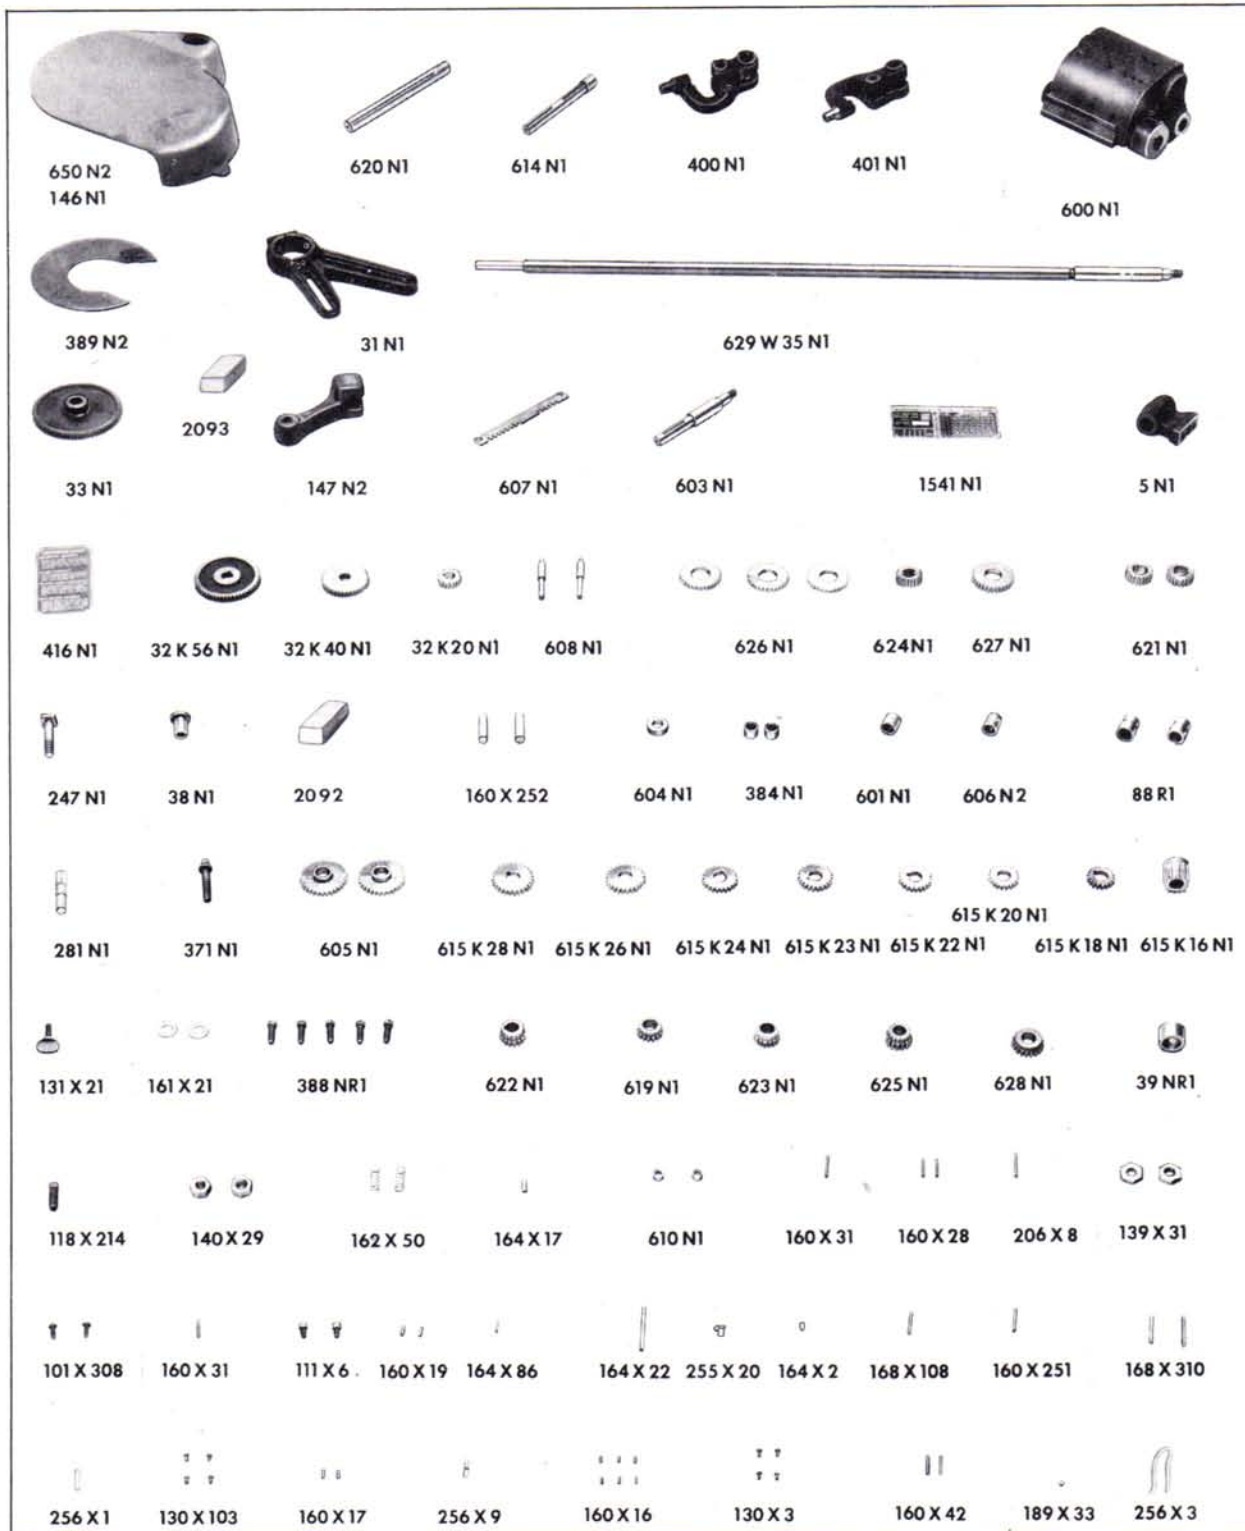 650 N2
146 N1
620 N1
614 N1
400 N1
401 N1
600 N1
389 N2
31 N1
629 W 35 N1
33 N1
2093
147 N2
607 N1
603 N1
1541 N1
5 N1
416 N1
32 K 56 N1
32 K 40 N1
32 K 20 N1
608 N1
626 N1
624 N1
627 N1
621 N1
247 N1
38 N1
2092
160 X 252
604 N1
384 N1
601 N1
606 N2
88 R1
281 N1
371 N1
605 N1
615 K 28 N1
615 K 26 N1
615 K 24 N1
615 K 23 N1
615 K 22 N1
615 K 20 N1
615 K 18 N1
615 K 16 N1
131 X 21
161 X 21
388 NR1
622 N1
619 N1
623 N1
625 N1
628 N1
39 NR1
118 X 214
140 X 29
162 X 50
164 X 17
610 N1
160 X 31
160 X 28
206 X 8
139 X 31
101 X 308
160 X 31
111 X 6
160 X 19
164 X 86
164 X 22
255 X 20
164 X 2
168 X 108
160 X 251
168 X 310
256 X 1
130 X 103
160 X 17
256 X 9
160 X 16
130 X 3
160 X 42
189 X 33
256 X 3